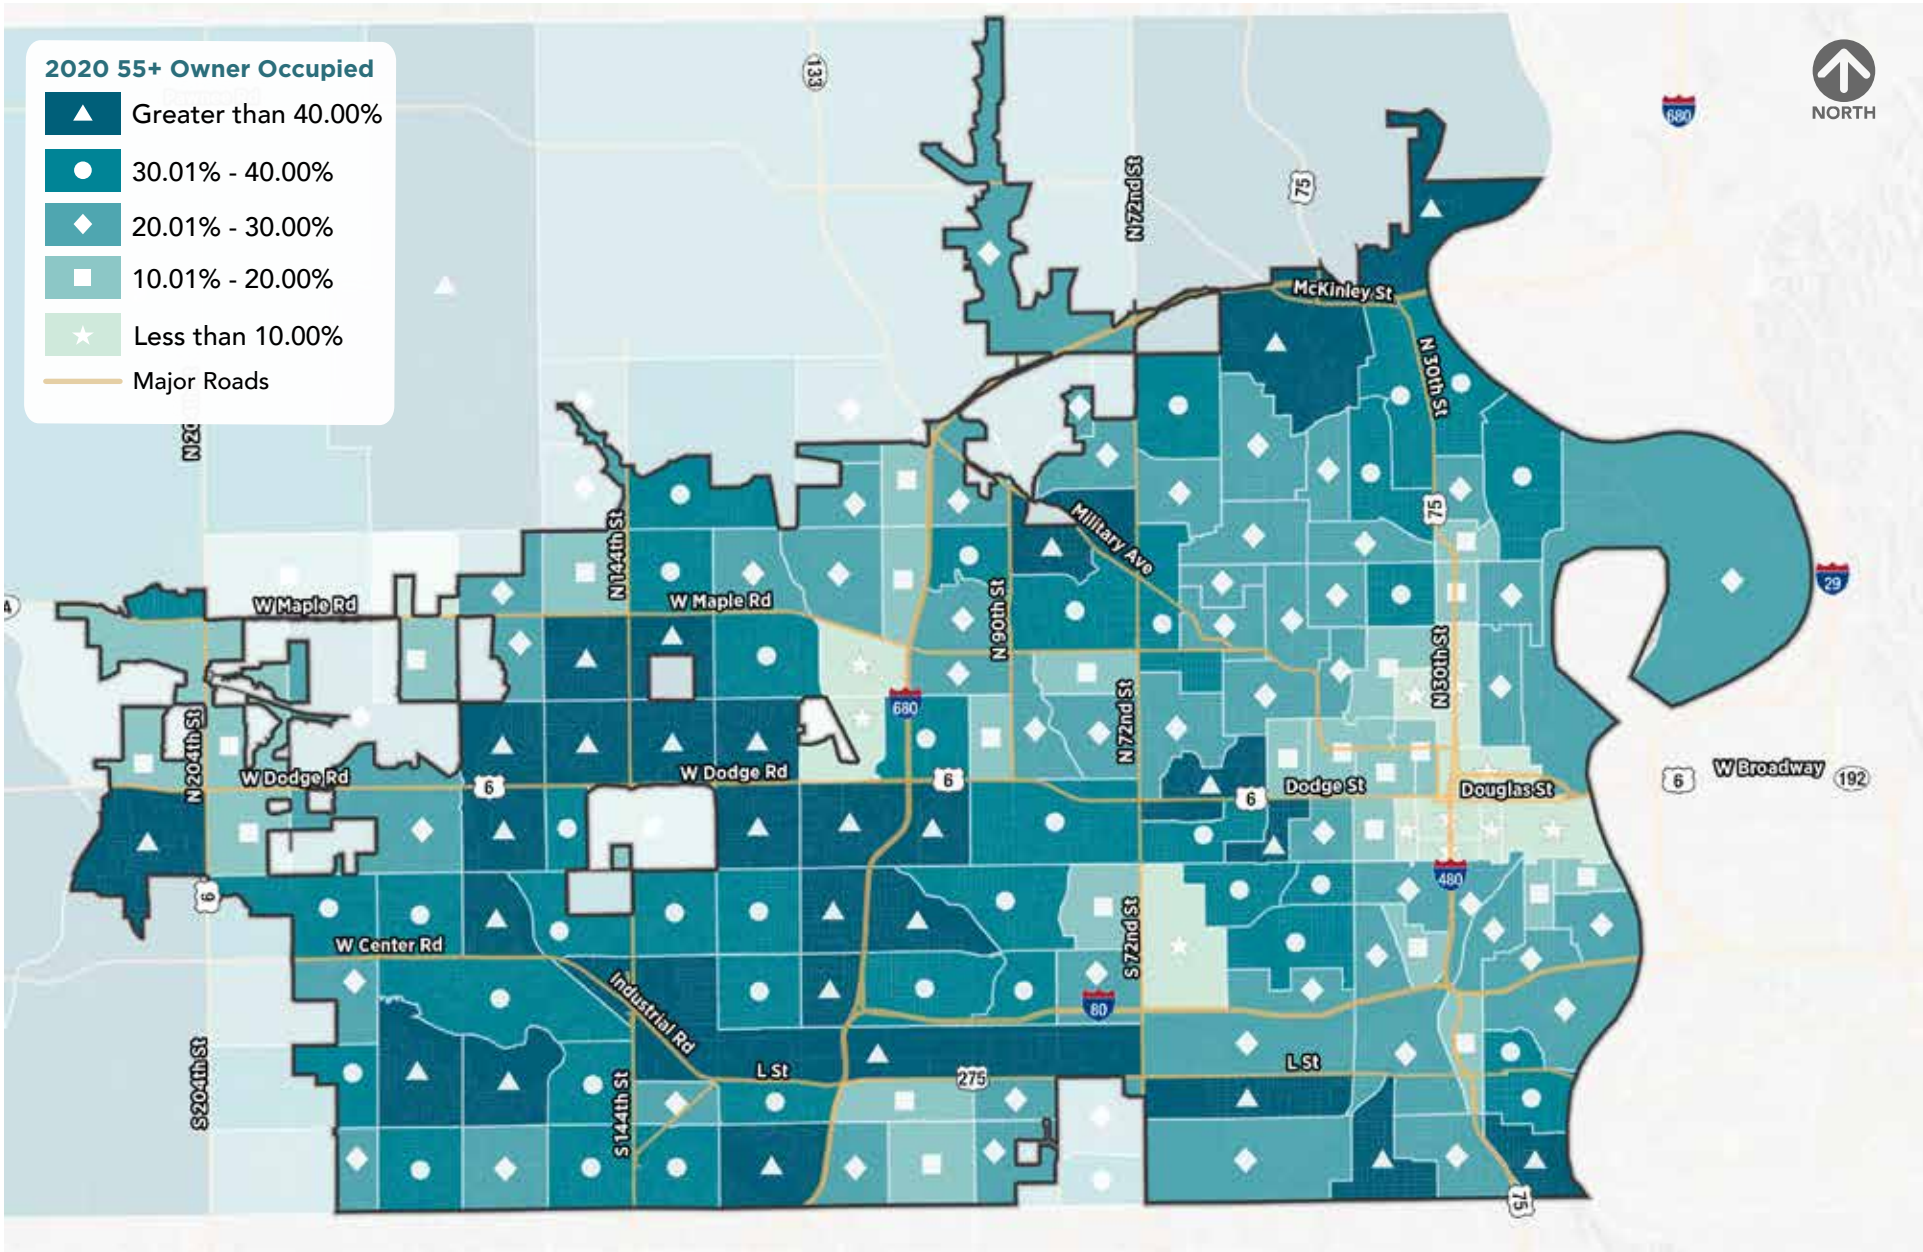 2020 55+ Owner Occupied
Greater than 40.00%
30.01% - 40.00%
20.01% - 30.00%
10.01% - 20.00%
Less than 10.00%
Major Roads
NORTH
133
680
N 72nd St
75
McKinley St
N 30th St
75
Military Ave
N 144th St
W Maple Rd
W Maple Rd
N 90th St
29
4
N 30th St
680
N 72nd St
N 204th St
W Dodge Rd
W Dodge Rd
6
6
6
Dodge St
Douglas St
6
W Broadway
192
480
6
W Center Rd
S 72nd St
Industrial Rd
80
S 204th St
L St
275
L St
S 144th St
75